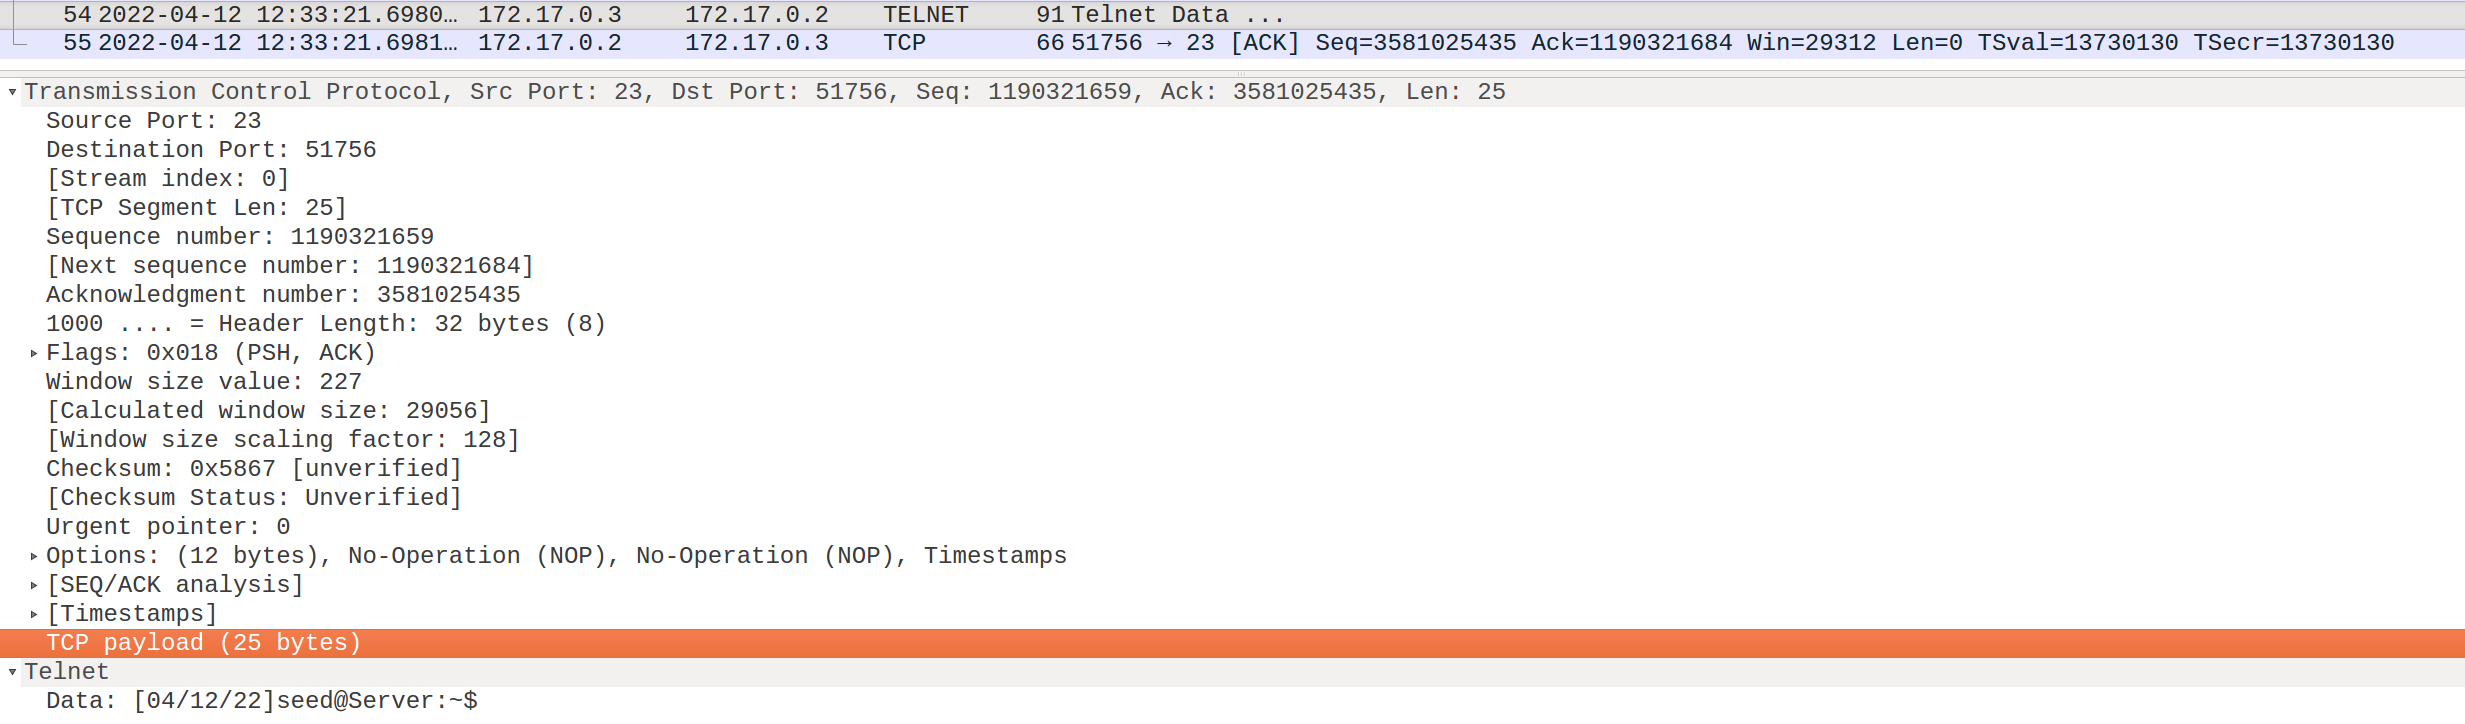 54 2022-04-12 12:33:21.6980… 172.17.0.3 172.17.0.2 TELNET 91 Telnet Data ...
55 2022-04-12 12:33:21.6981… 172.17.0.2 172.17.0.3 TCP 66 51756 → 23 [ACK] Seq=3581025435 Ack=1190321684 Win=29312 Len=0 TSval=13730130 TSecr=13730130
Transmission Control Protocol, Src Port: 23, Dst Port: 51756, Seq: 1190321659, Ack: 3581025435, Len: 25
Source Port: 23
Destination Port: 51756
[Stream index: 0]
[TCP Segment Len: 25]
Sequence number: 1190321659
[Next sequence number: 1190321684]
Acknowledgment number: 3581025435
1000 .... = Header Length: 32 bytes (8)
Flags: 0x018 (PSH, ACK)
Window size value: 227
[Calculated window size: 29056]
[Window size scaling factor: 128]
Checksum: 0x5867 [unverified]
[Checksum Status: Unverified]
Urgent pointer: 0
Options: (12 bytes), No-Operation (NOP), No-Operation (NOP), Timestamps
[SEQ/ACK analysis]
[Timestamps]
TCP payload (25 bytes)
Telnet
Data: [04/12/22]seed@Server:~$